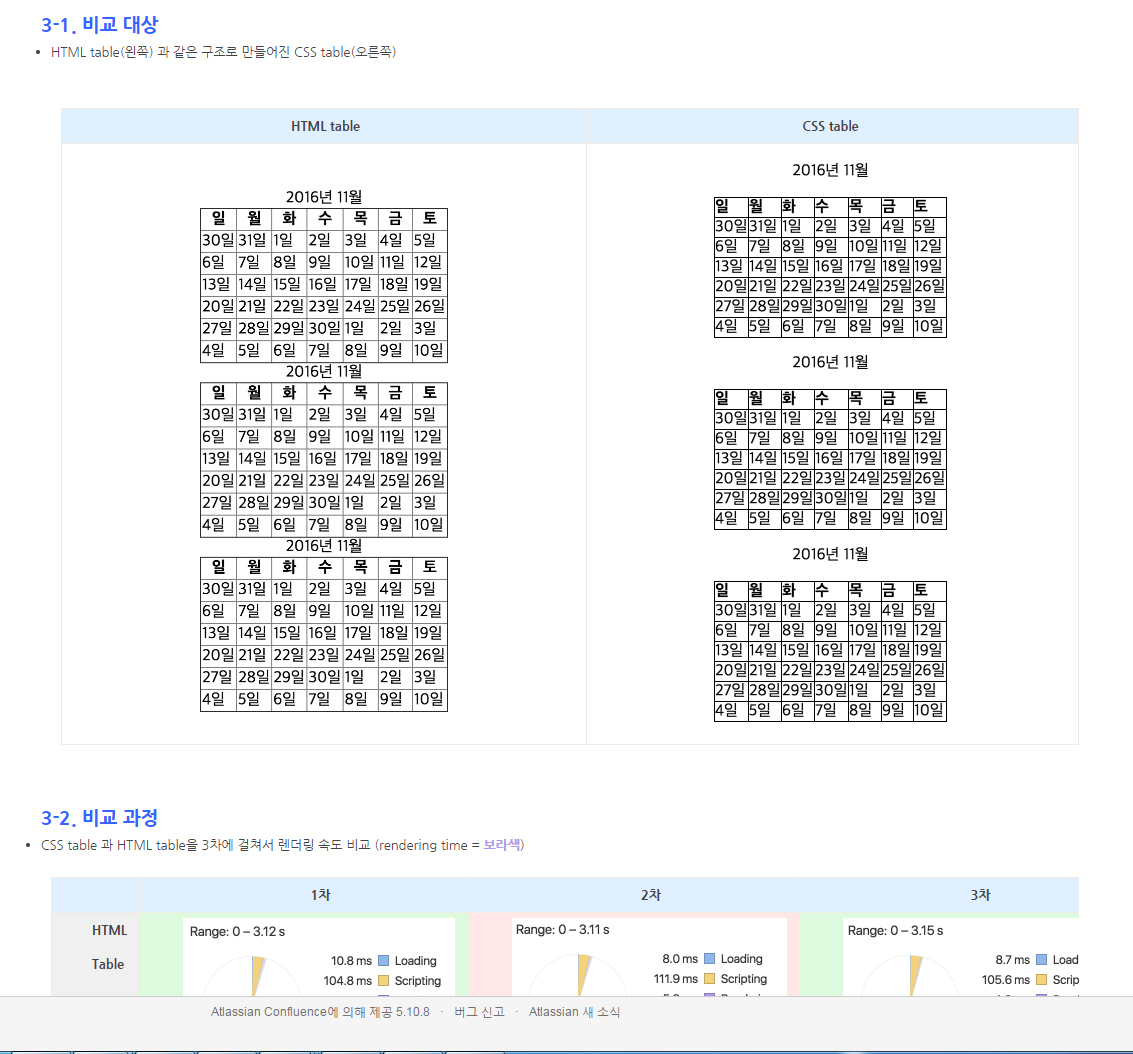 3-1. 비교 대상
HTML table(왼쪽) 과 같은 구조로 만들어진 CSS table(오른쪽)
HTML table CSS table
2016년 11월
일 월 화 수 목 금 토
30일 31일 1일 2일 3일 4일 5일
6일 7일 8일 9일 10일 11일 12일
13일 14일 15일 16일 17일 18일 19일
20일 21일 22일 23일 24일 25일 26일
27일 28일 29일 30일 1일 2일 3일
4일 5일 6일 7일 8일 9일 10일
2016년 11월
일 월 화 수 목 금 토
30일 31일 1일 2일 3일 4일 5일
6일 7일 8일 9일 10일 11일 12일
13일 14일 15일 16일 17일 18일 19일
20일 21일 22일 23일 24일 25일 26일
27일 28일 29일 30일 1일 2일 3일
4일 5일 6일 7일 8일 9일 10일
2016년 11월
일 월 화 수 목 금 토
30일 31일 1일 2일 3일 4일 5일
6일 7일 8일 9일 10일 11일 12일
13일 14일 15일 16일 17일 18일 19일
20일 21일 22일 23일 24일 25일 26일
27일 28일 29일 30일 1일 2일 3일
4일 5일 6일 7일 8일 9일 10일
2016년 11월
일 월 화 수 목 금 토
30일 31일 1일 2일 3일 4일 5일
6일 7일 8일 9일 10일 11일 12일
13일 14일 15일 16일 17일 18일 19일
20일 21일 22일 23일 24일 25일 26일
27일 28일 29일 30일 1일 2일 3일
4일 5일 6일 7일 8일 9일 10일
2016년 11월
일 월 화 수 목 금 토
30일 31일 1일 2일 3일 4일 5일
6일 7일 8일 9일 10일 11일 12일
13일 14일 15일 16일 17일 18일 19일
20일 21일 22일 23일 24일 25일 26일
27일 28일 29일 30일 1일 2일 3일
4일 5일 6일 7일 8일 9일 10일
2016년 11월
일 월 화 수 목 금 토
30일 31일 1일 2일 3일 4일 5일
6일 7일 8일 9일 10일 11일 12일
13일 14일 15일 16일 17일 18일 19일
20일 21일 22일 23일 24일 25일 26일
27일 28일 29일 30일 1일 2일 3일
4일 5일 6일 7일 8일 9일 10일
3-2. 비교 과정
CSS table 과 HTML table을 3차에 걸쳐서 렌더링 속도 비교 (rendering time = 보라색)
1차 2차 3차
HTML
Table
Range: 0 – 3.12 s
10.8 ms Loading
104.8 ms Scripting
Range: 0 – 3.11 s
8.0 ms Loading
111.9 ms Scripting
Range: 0 – 3.15 s
8.7 ms Load
105.6 ms Scrip
Atlassian Confluence에 의해 제공 5.10.8 · 버그 신고 · Atlassian 새 소식